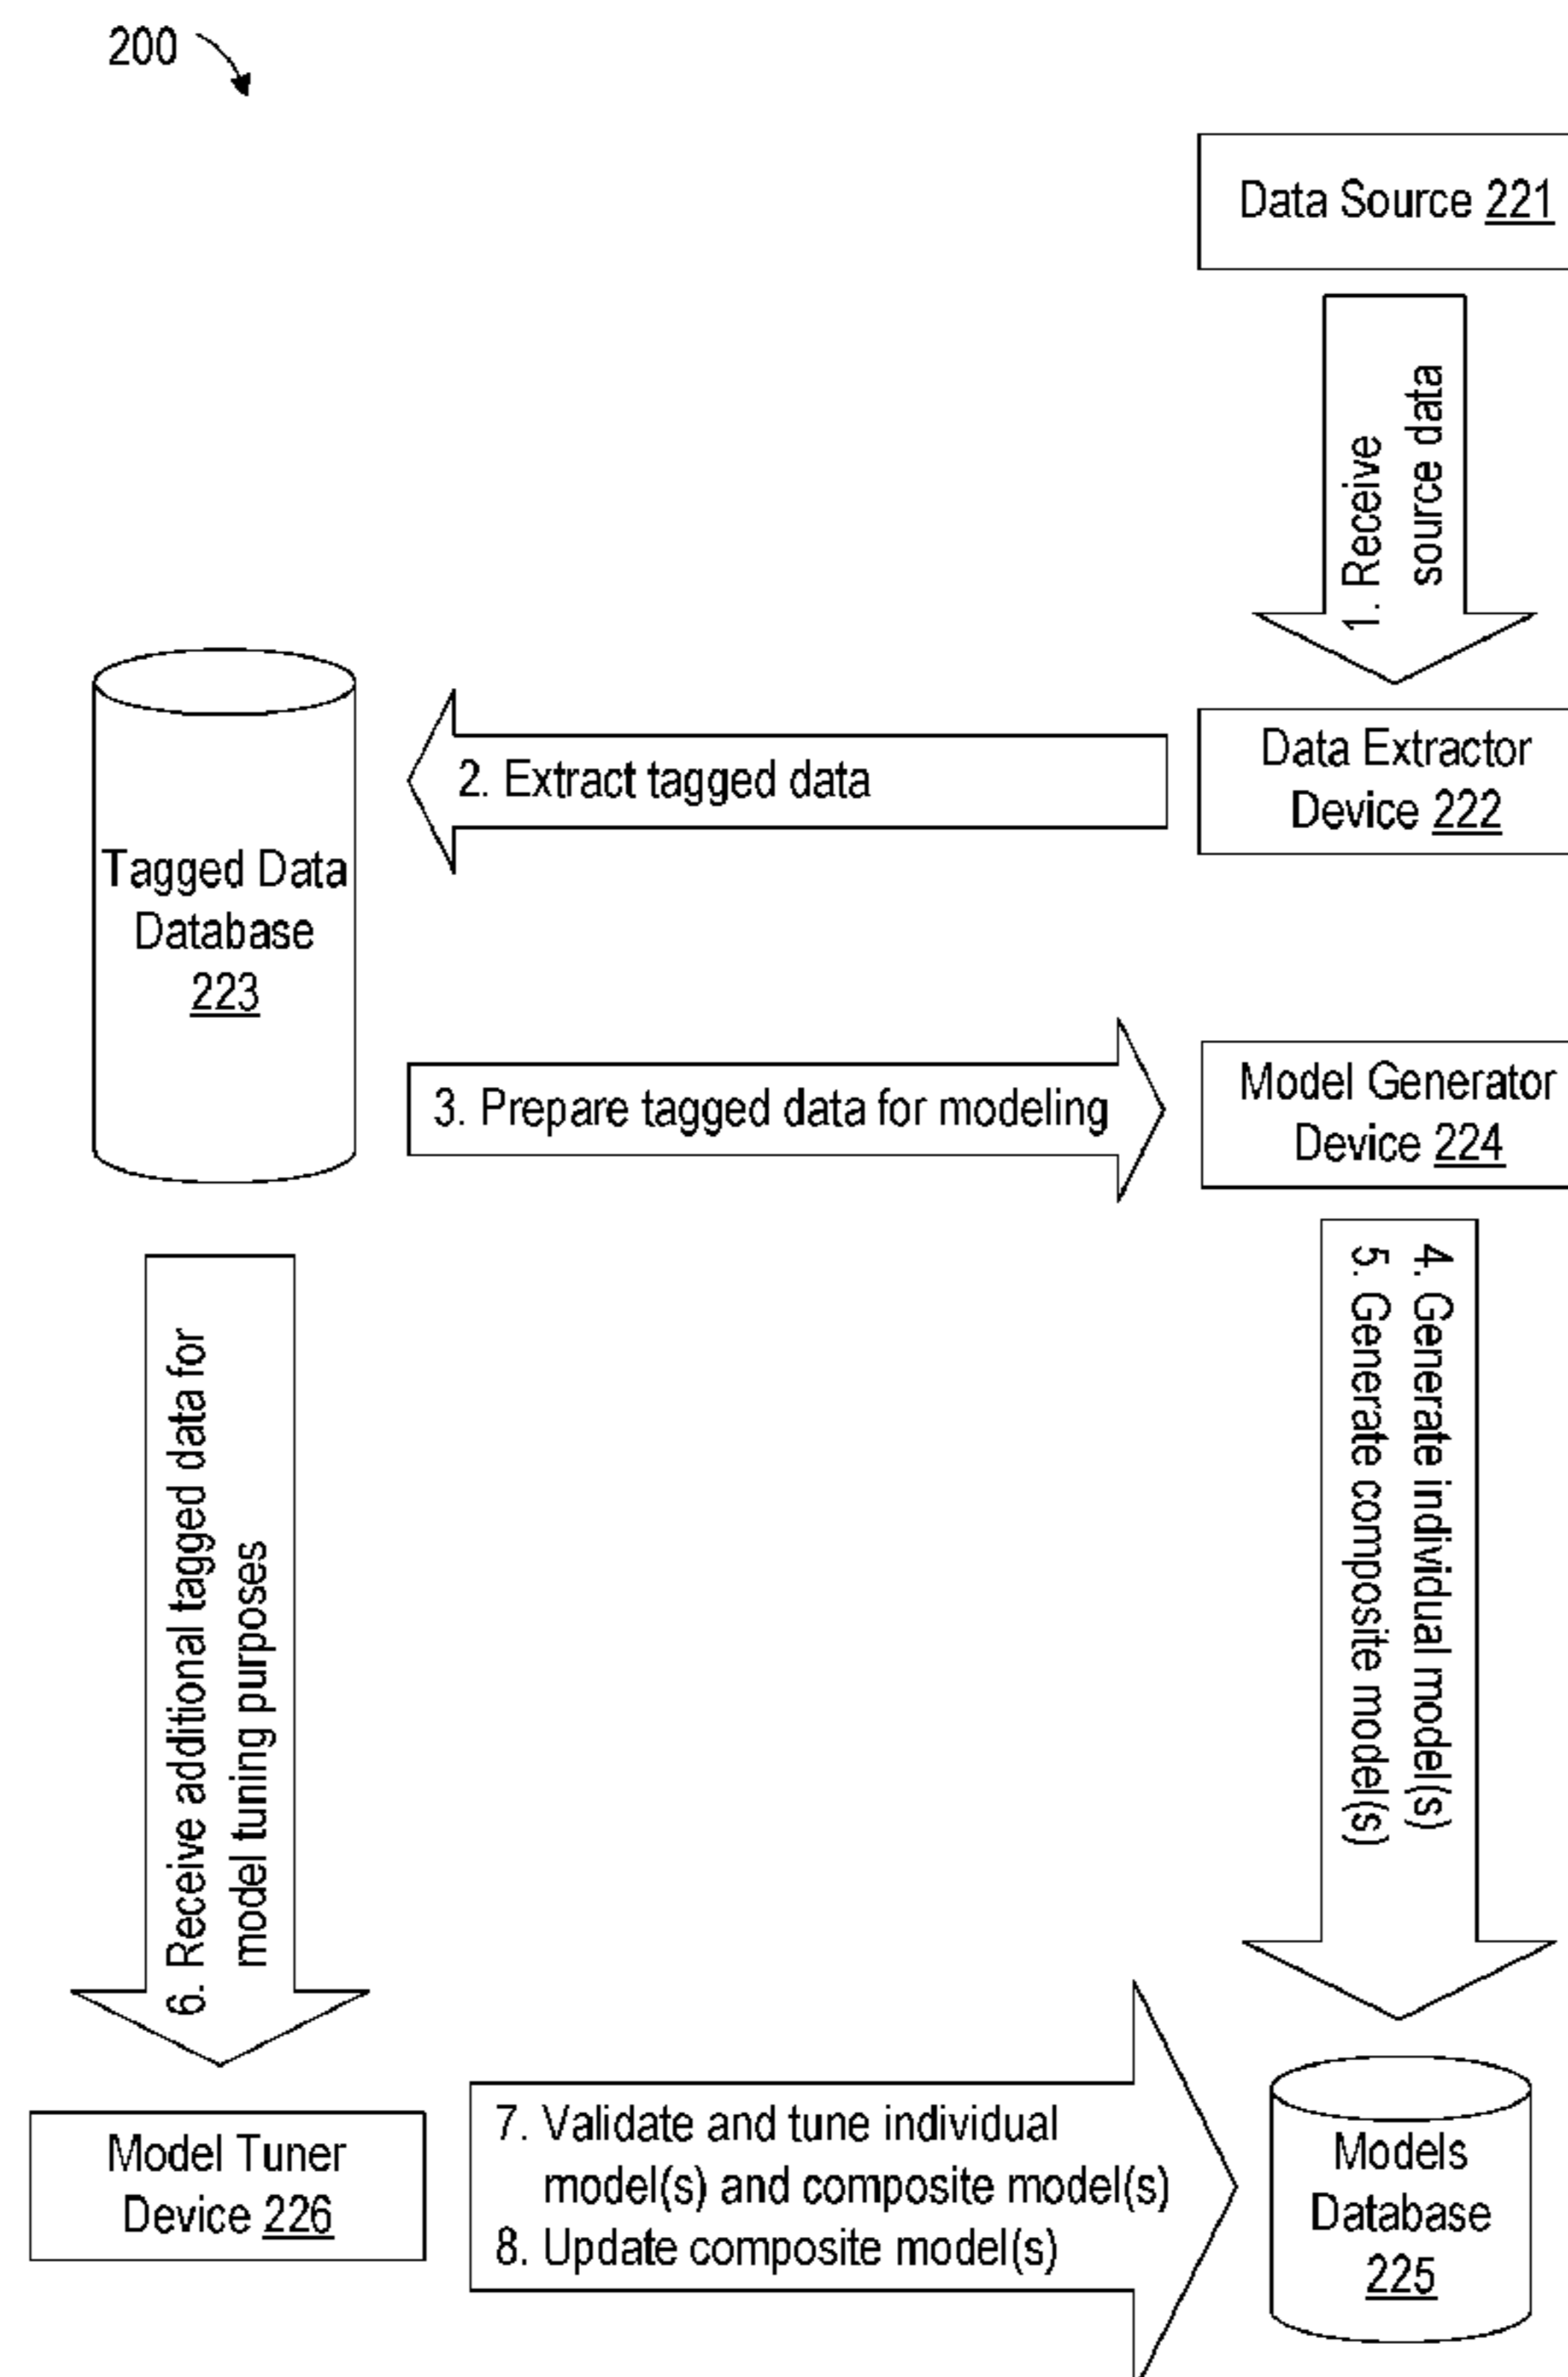 200
Data Source 221
1. Receive
source data
Data Extractor
Device 222
2. Extract tagged data
Tagged Data
Database
223
3. Prepare tagged data for modeling
Model Generator
Device 224
4. Generate individual model(s)
5. Generate composite model(s)
6. Receive additional tagged data for
model tuning purposes
Model Tuner
Device 226
7. Validate and tune individual
model(s) and composite model(s)
8. Update composite model(s)
Models
Database
225